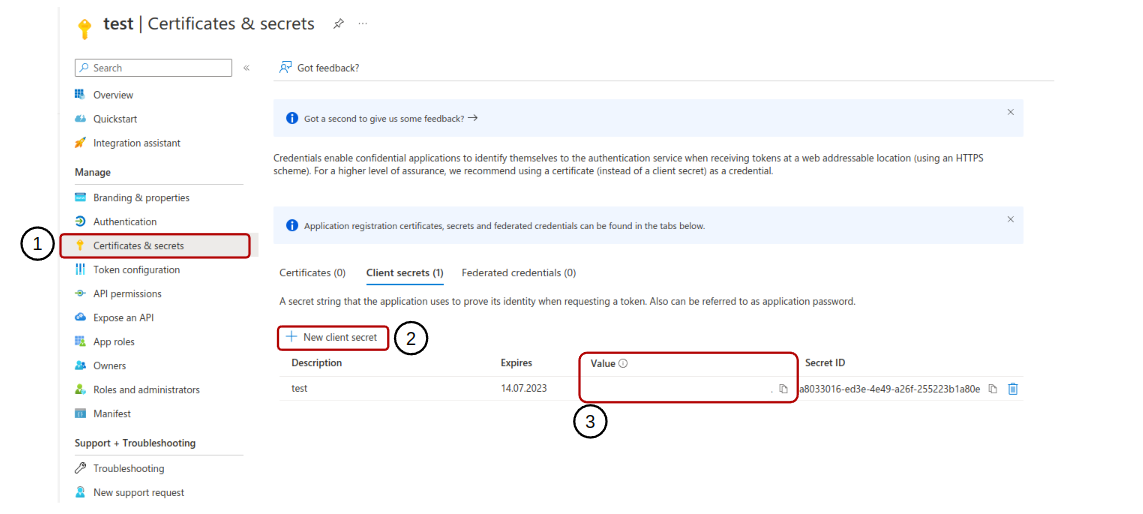 test | Certificates & secrets
Search
Got feedback?
Overview
Quickstart
Integration assistant
Manage
Branding & properties
Authentication
1
Certificates & secrets
Token configuration
API permissions
Expose an API
App roles
Owners
Roles and administrators
Manifest
Support + Troubleshooting
Troubleshooting
New support request
Got a second to give us some feedback?
Credentials enable confidential applications to identify themselves to the authentication service when receiving tokens at a web addressable location (using an HTTPS
scheme). For a higher level of assurance, we recommend using a certificate (instead of a client secret) as a credential.
Application registration certificates, secrets and federated credentials can be found in the tabs below.
Certificates (0) Client secrets (1) Federated credentials (0)
A secret string that the application uses to prove its identity when requesting a token. Also can be referred to as application password.
New client secret 2
Description Expires Value Secret ID
test 14.07.2023 a8033016-ed3e-4e49-a26f-255223b1a80e
3